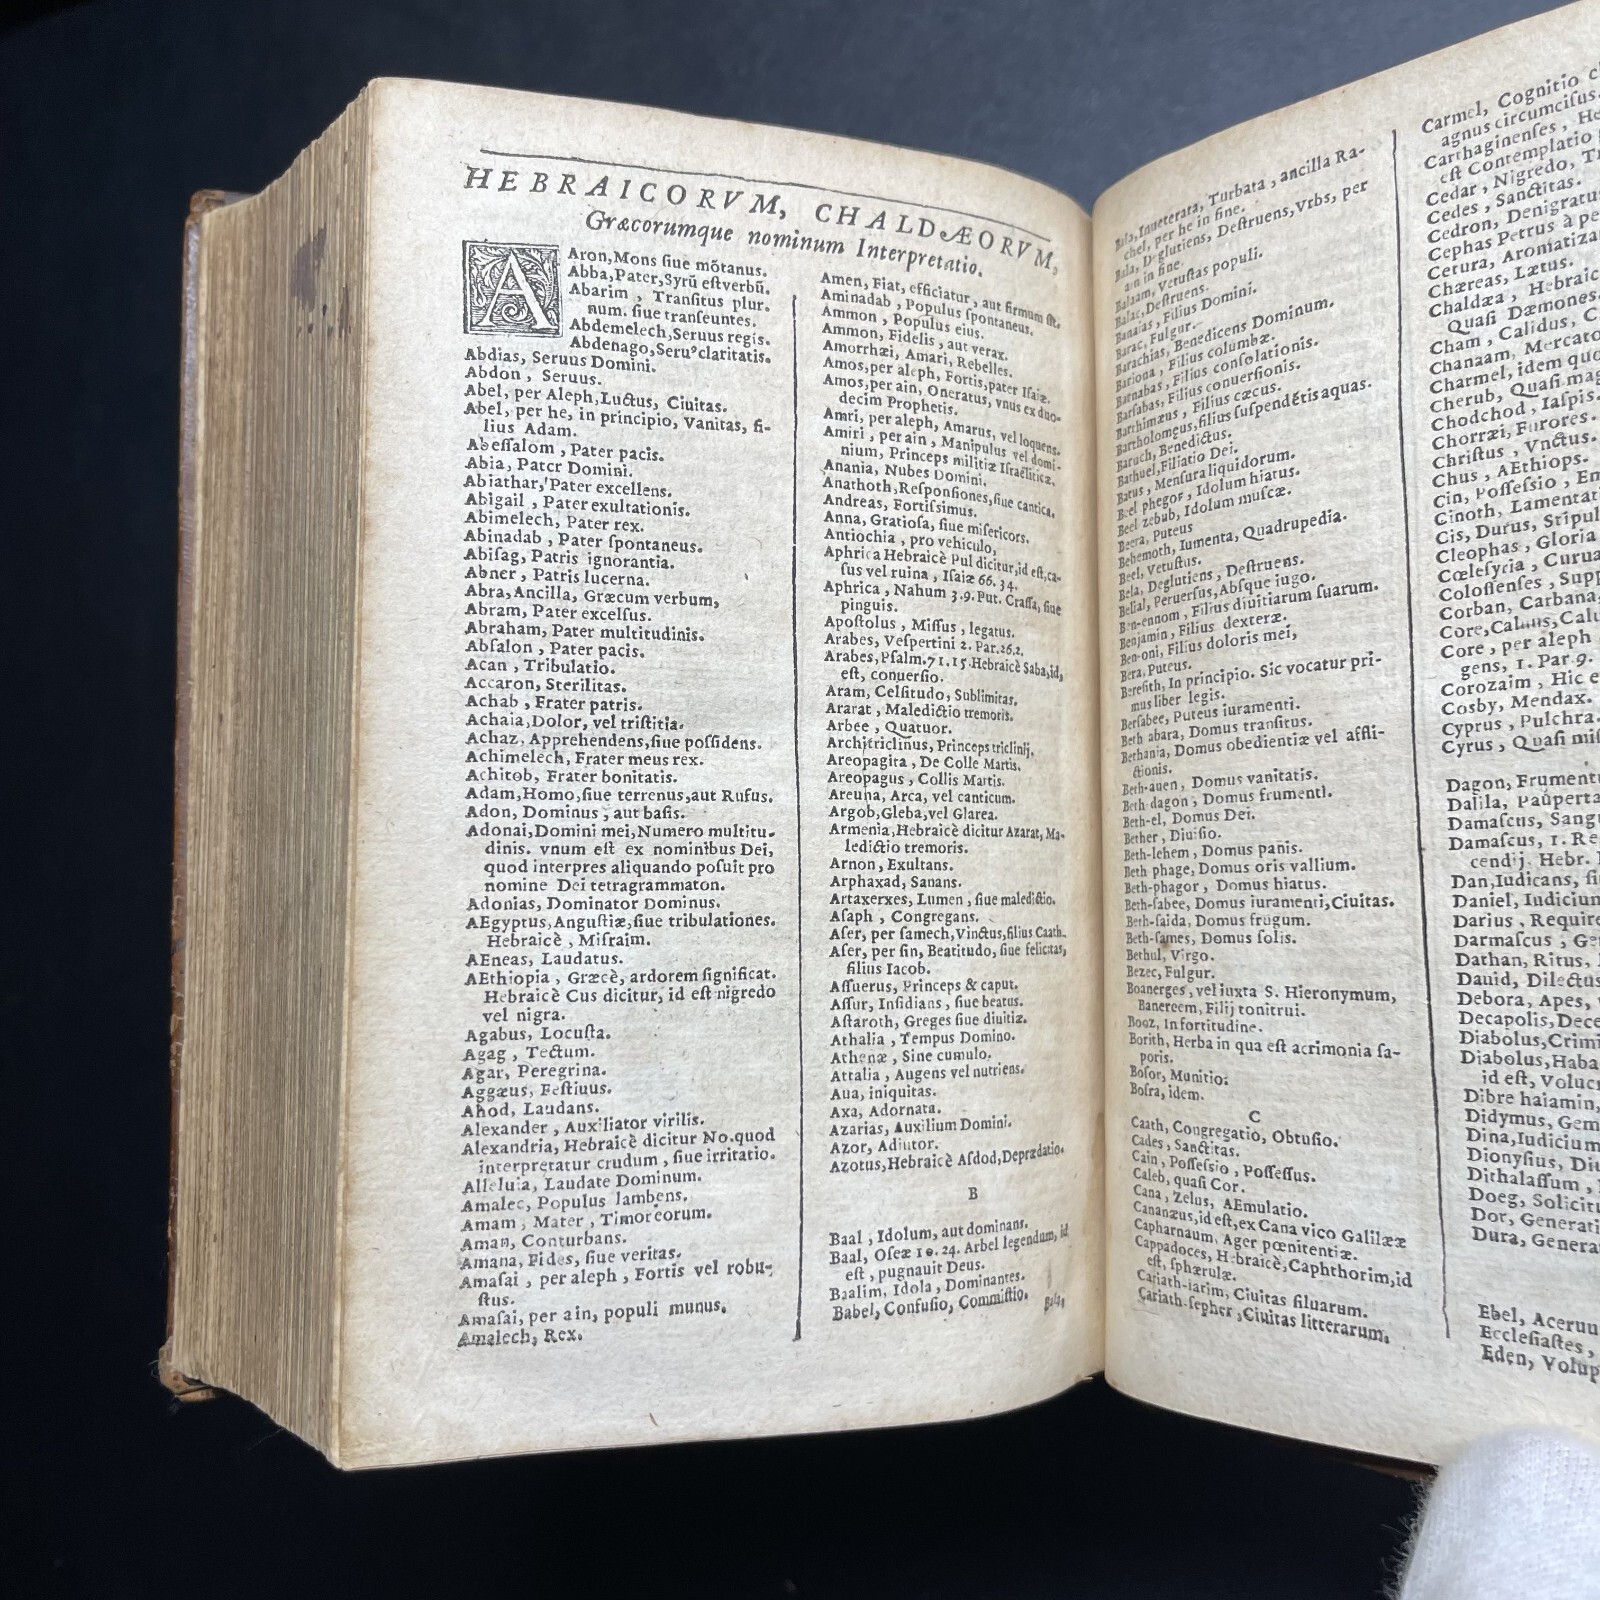 HEBRAICORVM, CHALDÆORVM,
Græcorumque nominum Interpretatio.
AAron, Mons ſiue mõtanus.
Abba, Pater, Syrũ eſt verbũ.
Abarim , Tranſitus plur.
num. ſiue tranſeuntes.
Abdemelech, Seruus regis.
Abdenago, Seruꝰ claritatis.
Abdias, Seruus Domini.
Abdon , Seruus.
Abel, per Aleph, Luctus, Ciuitas.
Abel, per he, in principio, Vanitas, fi-
lius Adam.
Abeſſalom , Pater pacis.
Abia, Pater Domini.
Abiathar, Pater excellens.
Abigail , Pater exultationis.
Abimelech, Pater rex.
Abinadab , Pater ſpontaneus.
Abiſag, Patris ignorantia.
Abner , Patris lucerna.
Abra, Ancilla, Græcum verbum,
Abram, Pater excelſus.
Abraham, Pater multitudinis.
Abſalon , Pater pacis.
Acan , Tribulatio.
Accaron, Sterilitas.
Achab , Frater patris.
Achaia, Dolor, vel triſtitia.
Achaz, Apprehendens, ſiue poſſidens.
Achimelech, Frater meus rex.
Achitob, Frater bonitatis.
Adam, Homo, ſiue terrenus, aut Rufus.
Adon, Dominus , aut baſis.
Adonai, Domini mei, Numero multitu-
dinis. vnum eſt ex nominibus Dei,
quod interpres aliquando poſuit pro
nomine Dei tetragrammaton.
Adonias, Dominator Dominus.
AEgyptus, Anguſtiæ, ſiue tribulationes.
Hebraicè , Miſraim.
AEneas, Laudatus.
AEthiopia , Græcè, ardorem ſignificat.
Hebraicè Cus dicitur, id eſt nigredo
vel nigra.
Agabus, Locuſta.
Agag , Tectum.
Agar, Peregrina.
Aggæus, Feſtiuus.
Ahod, Laudans.
Alexander , Auxiliator virilis.
Alexandria, Hebraicè dicitur No. quod
interpretatur crudum , ſiue irritatio.
Alleluia, Laudate Dominum.
Amalec, Populus lambens.
Amam , Mater , Timor eorum.
Aman, Conturbans.
Amana, Fides, ſiue veritas.
Amaſai , per aleph , Fortis vel robu-
ſtus.
Amaſai, per ain, populi munus.
Amalech, Rex.
Amen, Fiat, efficiatur , aut firmum ſit.
Aminadab , Populus ſpontaneus.
Ammon , Populus eius.
Ammon, Fidelis , aut verax.
Amorrhæi, Amari, Rebelles.
Amos, per aleph, Fortis, pater Iſaiæ.
Amos, per ain, Oneratus, vnus ex duo-
decim Prophetis.
Amri, per aleph, Amarus, vel loquens.
Amiri , per ain , Manipulus vel domi-
nium, Princeps militiæ Iſraëliticæ.
Anania, Nubes Domini.
Anathoth, Reſponſiones, ſiue cantica.
Andreas, Fortiſſimus.
Anna, Gratioſa, ſiue miſericors.
Antiochia , pro vehiculo,
Aphrica Hebraicè Pul dicitur, id eſt, ca-
ſus vel ruina , Iſaiæ 66. 34.
Aphrica , Nahum 3.9. Put. Craſſa, ſiue
pinguis.
Apoſtolus , Miſſus , legatus.
Arabes, Veſpertini 2. Par. 26.2.
Arabes, Pſalm. 71.15. Hebraicè Saba, id,
eſt, conuerſio.
Aram, Celſitudo, Sublimitas.
Ararat , Maledictio tremoris.
Arbee , Quatuor.
Architriclinus, Princeps triclinij.
Areopagita , De Colle Martis.
Areopagus , Collis Martis.
Areuna, Arca, vel canticum.
Argob, Gleba, vel Glarea.
Armenia, Hebraicè dicitur Azarat, Ma-
ledictio tremoris.
Arnon , Exultans.
Arphaxad, Sanans.
Artaxerxes, Lumen , ſiue maledictio.
Aſaph , Congregans.
Aſer, per ſamech, Vinctus, filius Caath.
Aſer, per ſin, Beatitudo, ſiue felicitas,
filius Iacob.
Aſſuerus, Princeps & caput.
Aſſur, Inſidians , ſiue beatus.
Aſtaroth, Greges ſiue diuitiæ.
Athalia , Tempus Domino.
Athenæ , Sine cumulo.
Attalia , Augens vel nutriens.
Aua, iniquitas.
Axa, Adornata.
Azarias, Auxilium Domini.
Azor, Adiutor.
Azotus, Hebraicè Aſdod, Deprædatio.
B
Baal , Idolum, aut dominans.
Baal, Oſeæ 10. 24. Arbel legendum, id
eſt , pugnauit Deus.
Baalim, Idola , Dominantes.
Babel, Confuſio, Commiſtio.
Bala,
Bala, Inueterata, Turbata , ancilla Ra-
chel, per he in fine.
Bala, Deglutiens, Deſtruens, Vrbs, per
ain in fine.
Balaam, Vetuſtas populi.
Balac, Deſtruens.
Banaias , Filius Domini.
Barac, Fulgur.
Barachias, Benedicens Dominum.
Bariona , Filius columbæ.
Barnabas, Filius conſolationis.
Barſabas, Filius conuerſionis.
Barthimæus , Filius cæcus.
Bartholomęus, filius ſuſpendẽtis aquas.
Baruch, Benedictus.
Bathuel, Filiatio Dei.
Batus , Menſura liquidorum.
Beel phegor , Idolum hiatus.
Beel zebub, Idolum muſcæ.
Beera, Puteus
Behemoth, Iumenta, Quadrupedia.
Beel, Vetuſtus.
Bela, Deglutiens , Deſtruens.
Belial, Peruerſus, Abſque iugo.
Ben-ennom , Filius diuitiarum ſuarum.
Benjamin , Filius dexteræ.
Ben-oni, Filius doloris mei,
Bera, Puteus.
Bereſith, In principio. Sic vocatur pri-
mus liber legis.
Berſabee, Puteus iuramenti.
Beth abara, Domus tranſitus.
Bethania, Domus obedientiæ vel affli-
ctionis.
Beth-auen, Domus vanitatis.
Beth dagon , Domus frumenti.
Beth-el, Domus Dei.
Bether , Diuiſio.
Beth-lehem , Domus panis.
Beth phage, Domus oris vallium.
Beth-phagor , Domus hiatus.
Beth-ſabee, Domus iuramenti, Ciuitas.
Beth-ſaida, Domus frugum.
Beth-ſames, Domus ſolis.
Bethul, Virgo.
Bezec, Fulgur.
Boanerges , vel iuxta S. Hieronymum,
Banereem, Filij tonitrui.
Booz, In fortitudine.
Borith, Herba in qua eſt acrimonia ſa-
poris.
Boſor, Munitio:
Boſra, idem.
C
Caath, Congregatio, Obtuſio.
Cades , Sanctitas.
Cain, Poſſeſſio , Poſſeſſus.
Caleb, quaſi Cor.
Cana , Zelus, AEmulatio.
Cananæus, id eſt, ex Cana vico Galilææ
Capharnaum, Ager pœnitentiæ.
Cappadoces, Hebraicè, Caphthorim, id
eſt, ſphærulæ.
Cariath-iarim, Ciuitas ſiluarum.
Cariath-ſepher , Ciuitas litterarum.
Carmel, Cognitio
agnus circumciſus.
Carthaginenſes ,
eſt Contemplatio
Cedar , Nigredo,
Cedes , Sanctitas.
Cedron,
Cephas Petrus à
Cetura,
Chæreas, Lætus.
Chaldæa ,
Quaſi Dæmones.
Cham , Calidus,
Chanaam,
Charmel, idem
Cherub, Quaſi
Chodchod , Iaſpis.
Chorræi, Furores.
Chriſtus , Vnctus.
Chus , AEthiops.
Cin, Poſſeſſio ,
Cinoth,
Cis, Durus,
Cleophas , Gloria
Cœleſyria ,
Coloſſenſes ,
Corban, Carbana,
Core, Caluus,
Core , per aleph
gens, 1. Par. 9.
Corozaim , Hic
Cosby, Mendax.
Cyprus , Pulchra.
Cyrus , Quaſi
Dagon,
Dalila,
Damaſcus,
Damaſcus, 1.
cendij. Hebr.
Dan, Iudicans,
Daniel,
Darius ,
Darmaſcus ,
Dathan, Ritus,
Dauid,
Debora, Apes,
Decapolis,
Diabolus,
Diabolus,
id eſt,
Dibre haiamin,
Didymus,
Dina,
Dionyſius,
Dithalaſſum ,
Doeg,
Dor,
Dura,
Ebel,
Eccleſiaſtes ,
Eden,